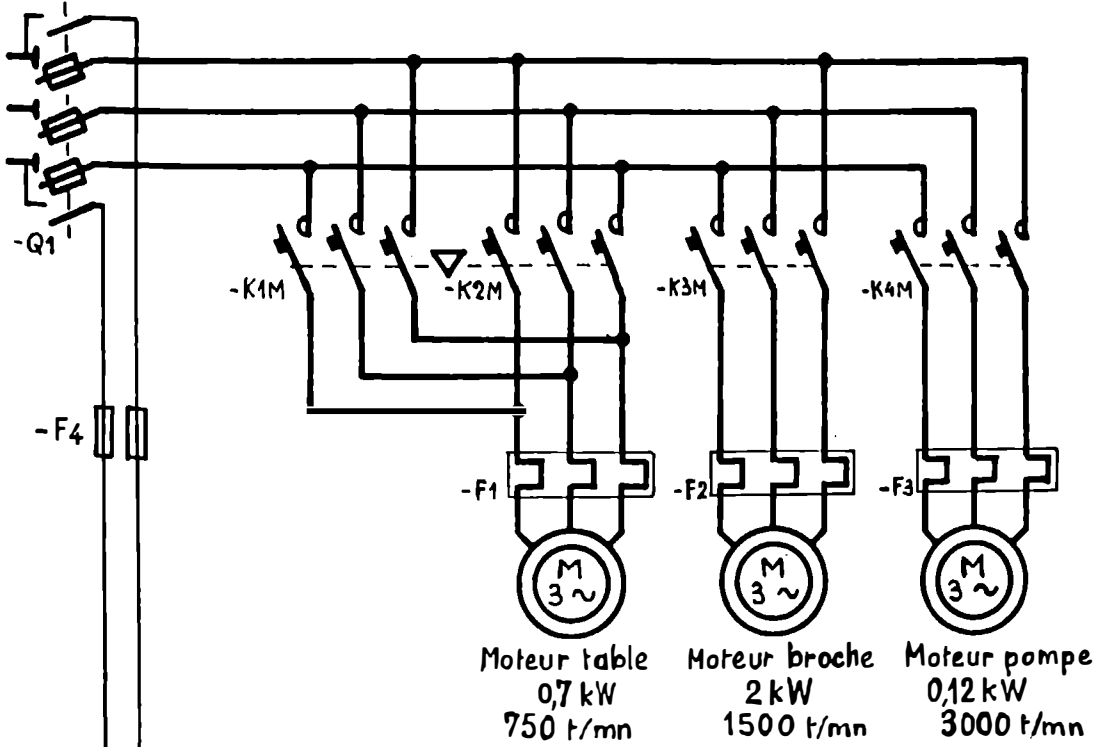 -Q1
-K1M
-K2M
-K3M
-K4M
-F4
-F1
-F2
-F3
M
3 ~
M
3 ~
M
3 ~
Moteur table
0,7 kW
750 t/mn
Moteur broche
2 kW
1500 t/mn
Moteur pompe
0,12 kW
3000 t/mn